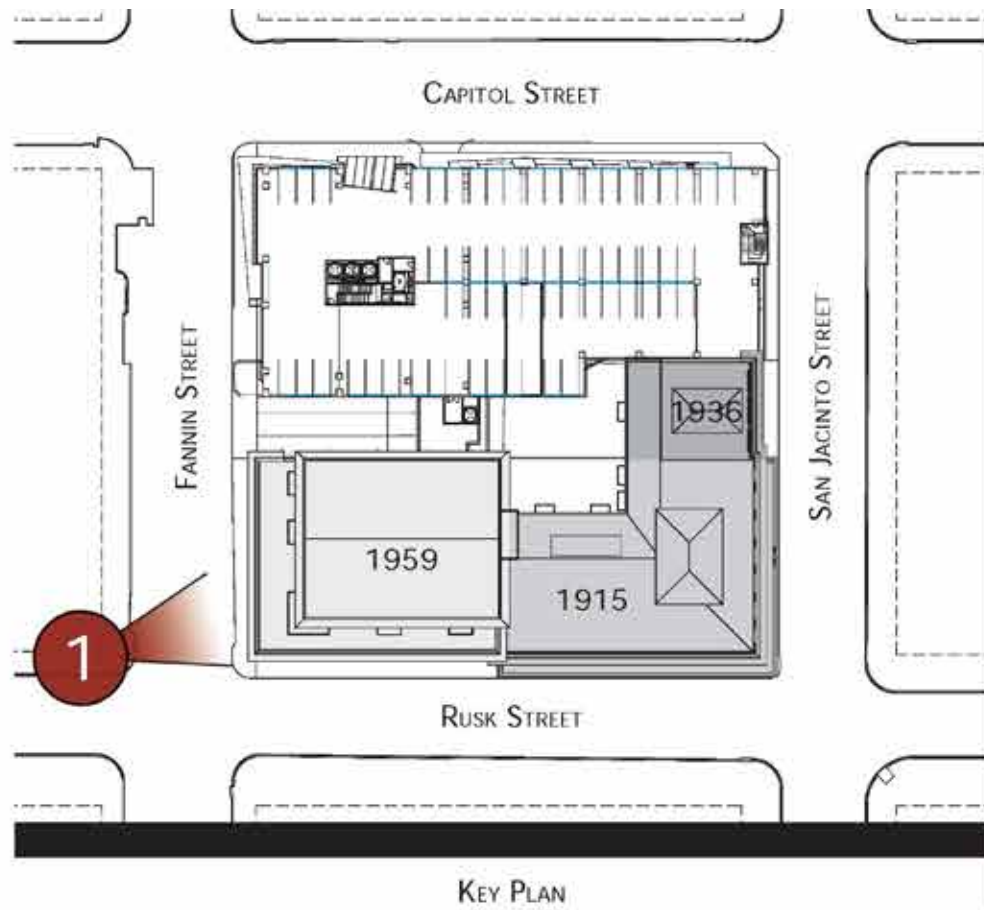 CAPITOL STREET
FANNIN STREET
SAN JACINTO STREET
1936
1959
1915
1
RUSK STREET
KEY PLAN